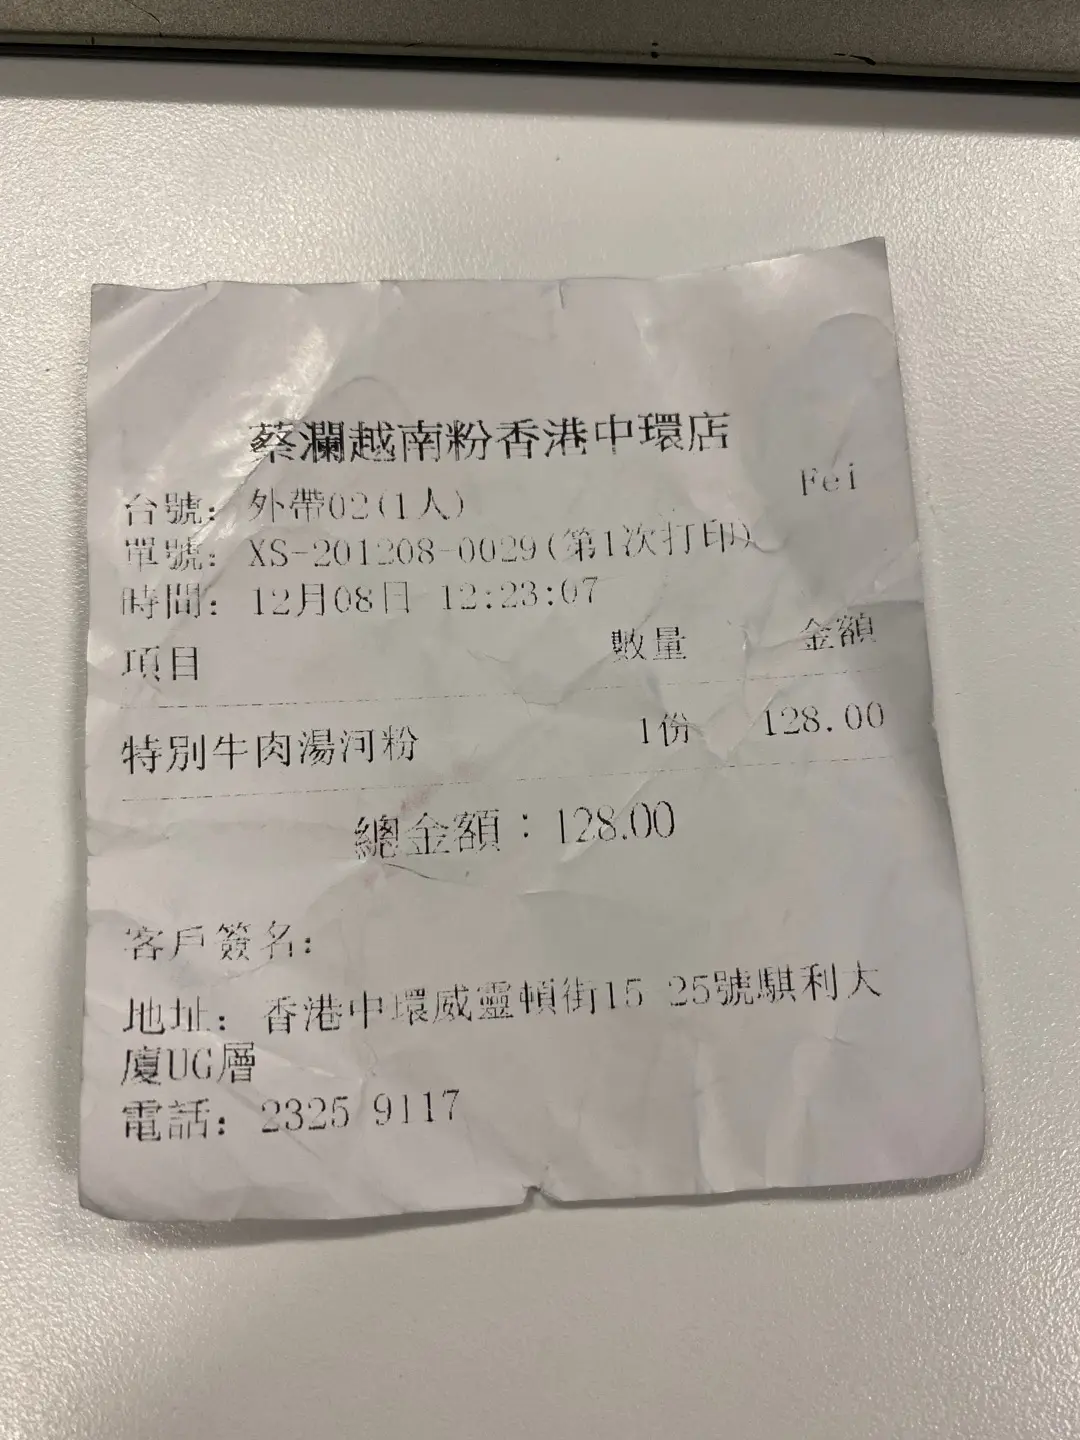 蔡瀾越南粉香港中環店
台號：外帶02(1人) Fei
單號：XS-201208-0029(第1次打印)
時間：12月08日 12:23:07
項目 數量 金額
特別牛肉湯河粉 1份 128.00
總金額：128.00
客戶簽名：
地址：香港中環威靈頓街15 25號騏利大
廈UG層
電話：2325 9117